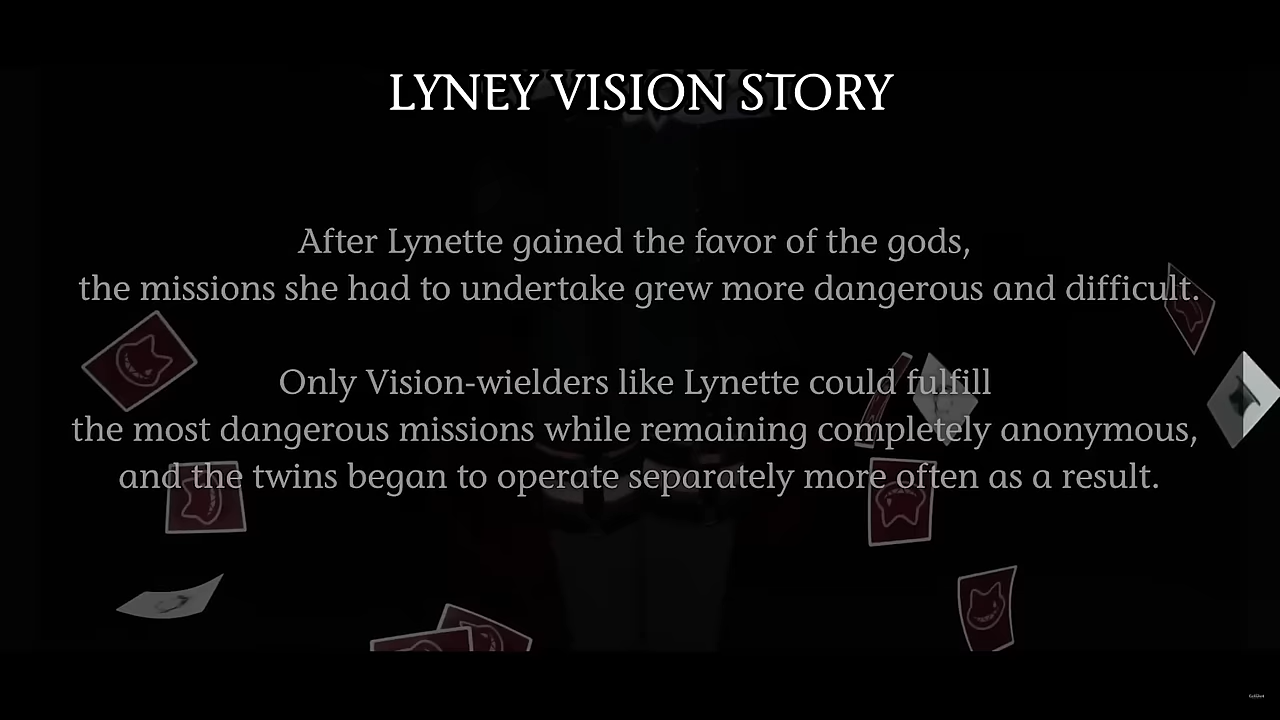 LYNEY VISION STORY
After Lynette gained the favor of the gods,
the missions she had to undertake grew more dangerous and difficult.
Only Vision-wielders like Lynette could fulfill
the most dangerous missions while remaining completely anonymous,
and the twins began to operate separately more often as a result.